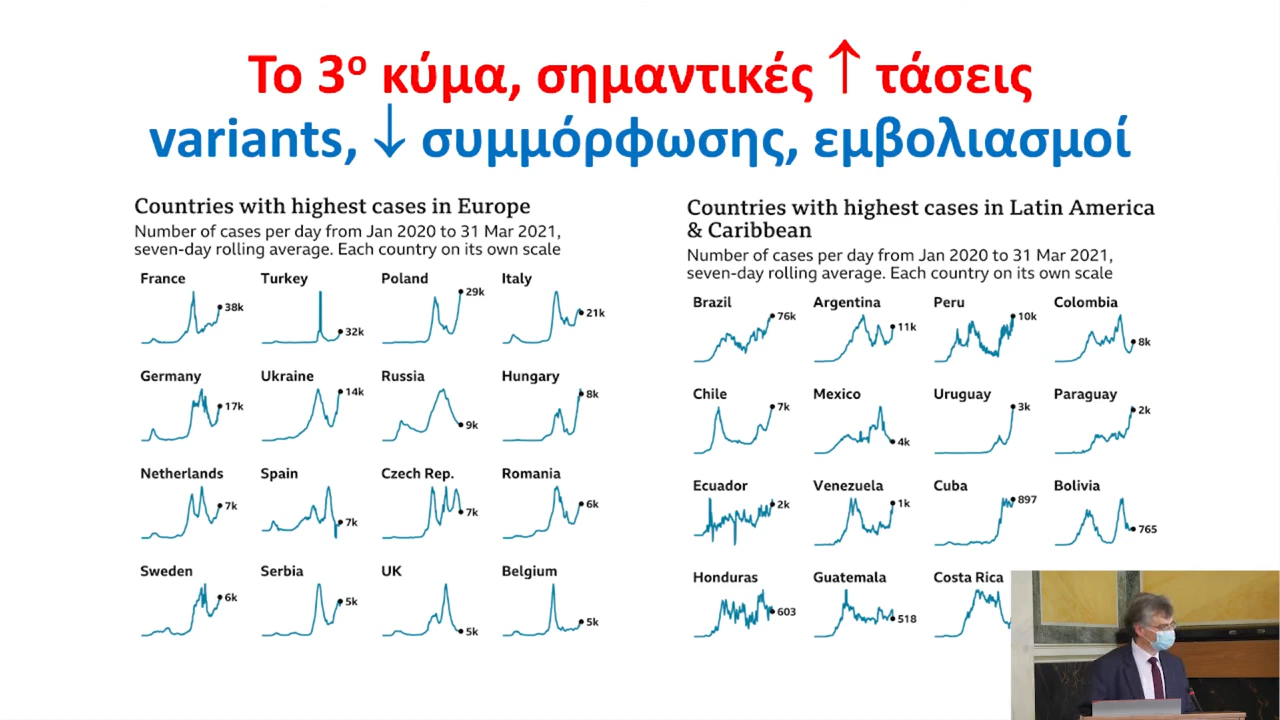 Το 3ο κύμα, σημαντικές ↑ τάσεις
variants, ↓ συμμόρφωσης, εμβολιασμοί
Countries with highest cases in Europe
Number of cases per day from Jan 2020 to 31 Mar 2021,
seven-day rolling average. Each country on its own scale
France Turkey Poland Italy
38k 32k 29k 21k
Germany Ukraine Russia Hungary
17k 14k 9k 8k
Netherlands Spain Czech Rep. Romania
7k 7k 7k 6k
Sweden Serbia UK Belgium
6k 5k 5k 5k
Countries with highest cases in Latin America
& Caribbean
Number of cases per day from Jan 2020 to 31 Mar 2021,
seven-day rolling average. Each country on its own scale
Brazil Argentina Peru Colombia
76k 11k 10k 8k
Chile Mexico Uruguay Paraguay
7k 4k 3k 2k
Ecuador Venezuela Cuba Bolivia
2k 1k 897 765
Honduras Guatemala Costa Rica
603 518